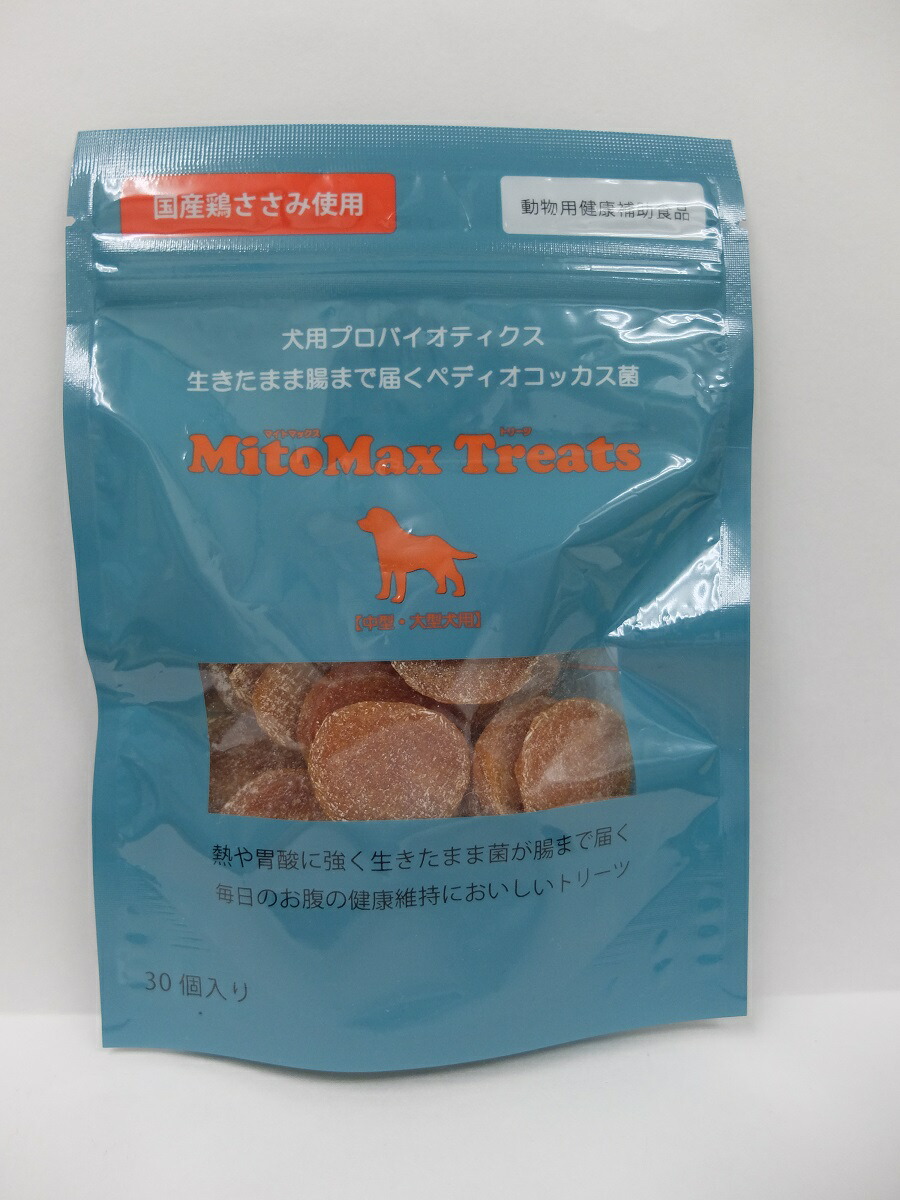 国産鶏ささみ使用
動物用健康補助食品
犬用プロバイオティクス
生きたまま腸まで届くペディオコッカス菌
マイトマックス トリーツ
MitoMax Treats
【中型・大型犬用】
熱や胃酸に強く生きたまま菌が腸まで届く
毎日のお腹の健康維持においしいトリーツ
30個入り